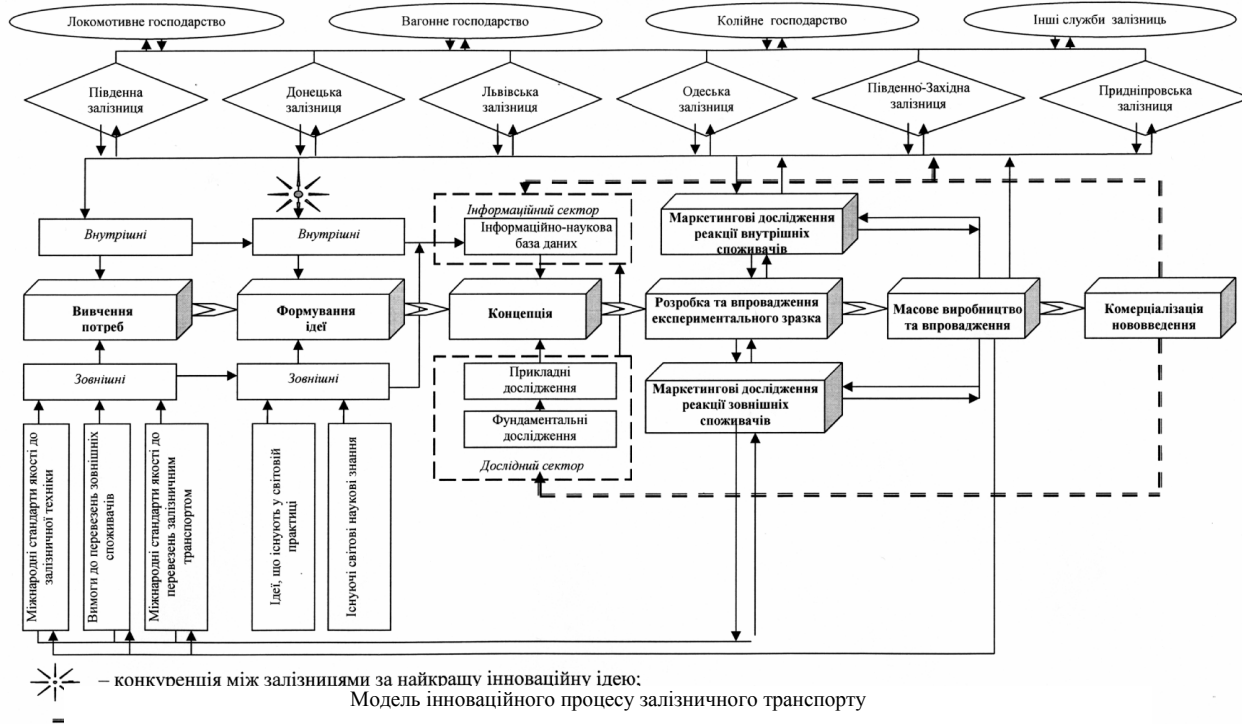 Локомотивне господарство
Вагонне господарство
Колійне господарство
Інші служби залізниць
Південна
залізниця
Донецька
залізниця
Львівська
залізниця
Одеська
залізниця
Південно-Західна
залізниця
Придніпровська
залізниця
Внутрішні
Внутрішні
Інформаційний сектор
Інформаційно-наукова
база даних
Маркетингові дослідження
реакції внутрішніх
споживачів
Вивчення
потреб
Формування
ідеї
Концепція
Розробка та впровадження
експериментального зразка
Масове виробництво
та впровадження
Комерціалізація
нововведення
Зовнішні
Зовнішні
Прикладні
дослідження
Фундаментальні
дослідження
Дослідний сектор
Маркетингові дослідження
реакції зовнішніх
споживачів
Міжнародні стандарти якості до
залізничної техніки
Вимоги до перевезень зовнішніх
споживачів
Міжнародні стандарти якості до
перевезень залізничним
транспортом
Ідеї, що існують у світовій
практиці
Існуючі світові наукові знання
– конкуренція між залізницями за найкращу інноваційну ідею;
Модель інноваційного процесу залізничного транспорту